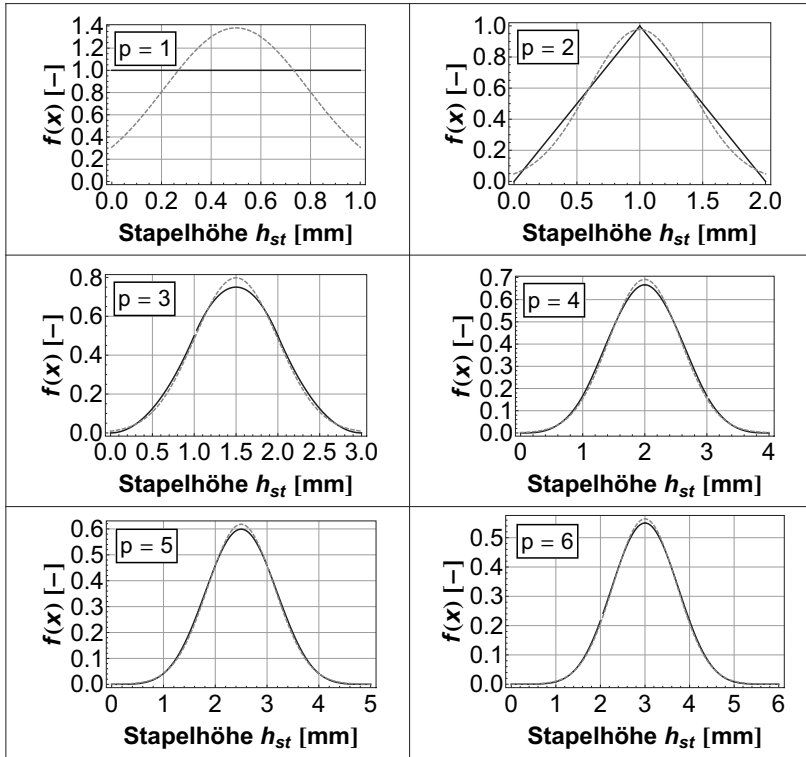 p = 1
f(x) [−]
1.4
1.2
1.0
0.8
0.6
0.4
0.2
0.0
0.0 0.2 0.4 0.6 0.8 1.0
Stapelhöhe h_st [mm]
p = 2
f(x) [−]
1.0
0.8
0.6
0.4
0.2
0.0
0.0 0.5 1.0 1.5 2.0
Stapelhöhe h_st [mm]
p = 3
f(x) [−]
0.8
0.6
0.4
0.2
0.0
0.0 0.5 1.0 1.5 2.0 2.5 3.0
Stapelhöhe h_st [mm]
p = 4
f(x) [−]
0.7
0.6
0.5
0.4
0.3
0.2
0.1
0.0
0 1 2 3 4
Stapelhöhe h_st [mm]
p = 5
f(x) [−]
0.6
0.5
0.4
0.3
0.2
0.1
0.0
0 1 2 3 4 5
Stapelhöhe h_st [mm]
p = 6
f(x) [−]
0.5
0.4
0.3
0.2
0.1
0.0
0 1 2 3 4 5 6
Stapelhöhe h_st [mm]